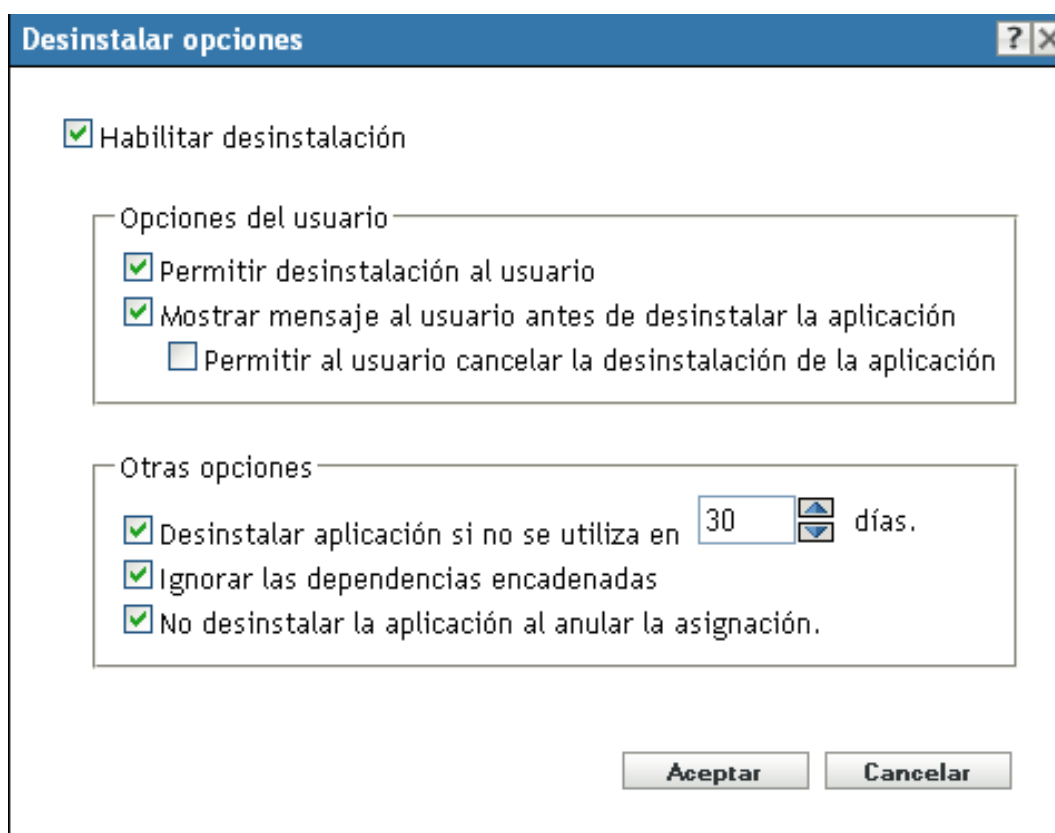 Desinstalar opciones
Habilitar desinstalación
Opciones del usuario
Permitir desinstalación al usuario
Mostrar mensaje al usuario antes de desinstalar la aplicación
Permitir al usuario cancelar la desinstalación de la aplicación
Otras opciones
Desinstalar aplicación si no se utiliza en 30 días.
Ignorar las dependencias encadenadas
No desinstalar la aplicación al anular la asignación.
Aceptar Cancelar